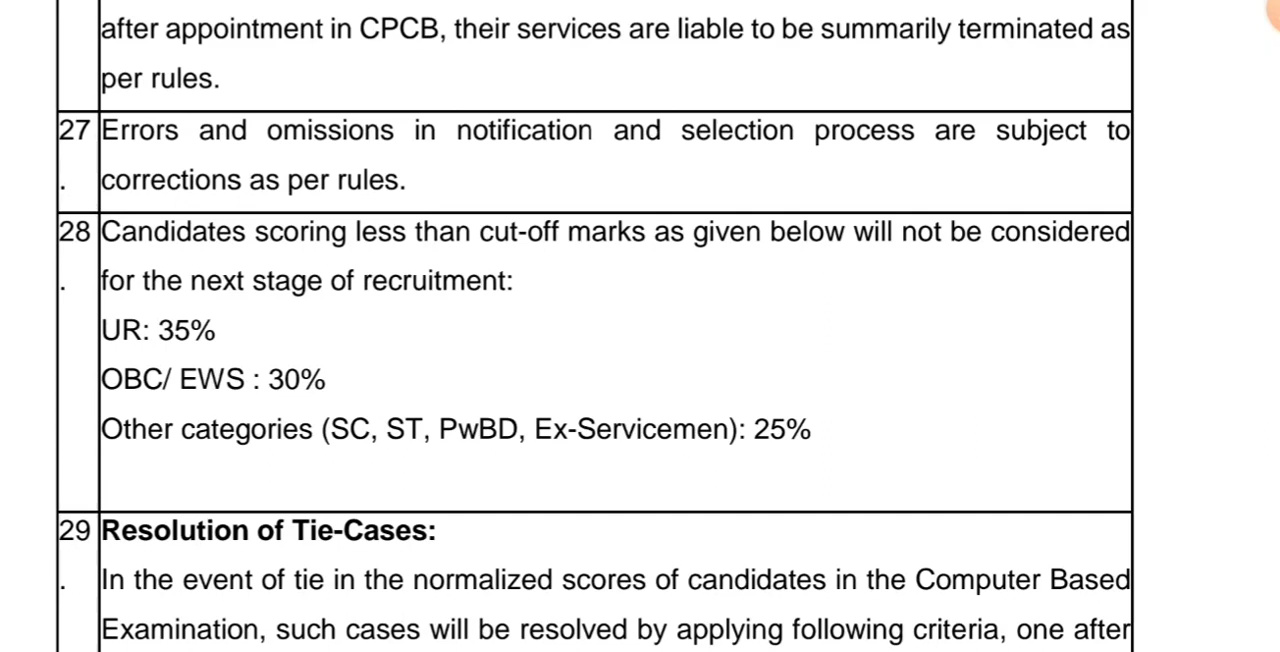 after appointment in CPCB, their services are liable to be summarily terminated as
per rules.
27 Errors and omissions in notification and selection process are subject to
. corrections as per rules.
28 Candidates scoring less than cut-off marks as given below will not be considered
. for the next stage of recruitment:
UR: 35%
OBC/ EWS : 30%
Other categories (SC, ST, PwBD, Ex-Servicemen): 25%
29 Resolution of Tie-Cases:
. In the event of tie in the normalized scores of candidates in the Computer Based
Examination, such cases will be resolved by applying following criteria, one after